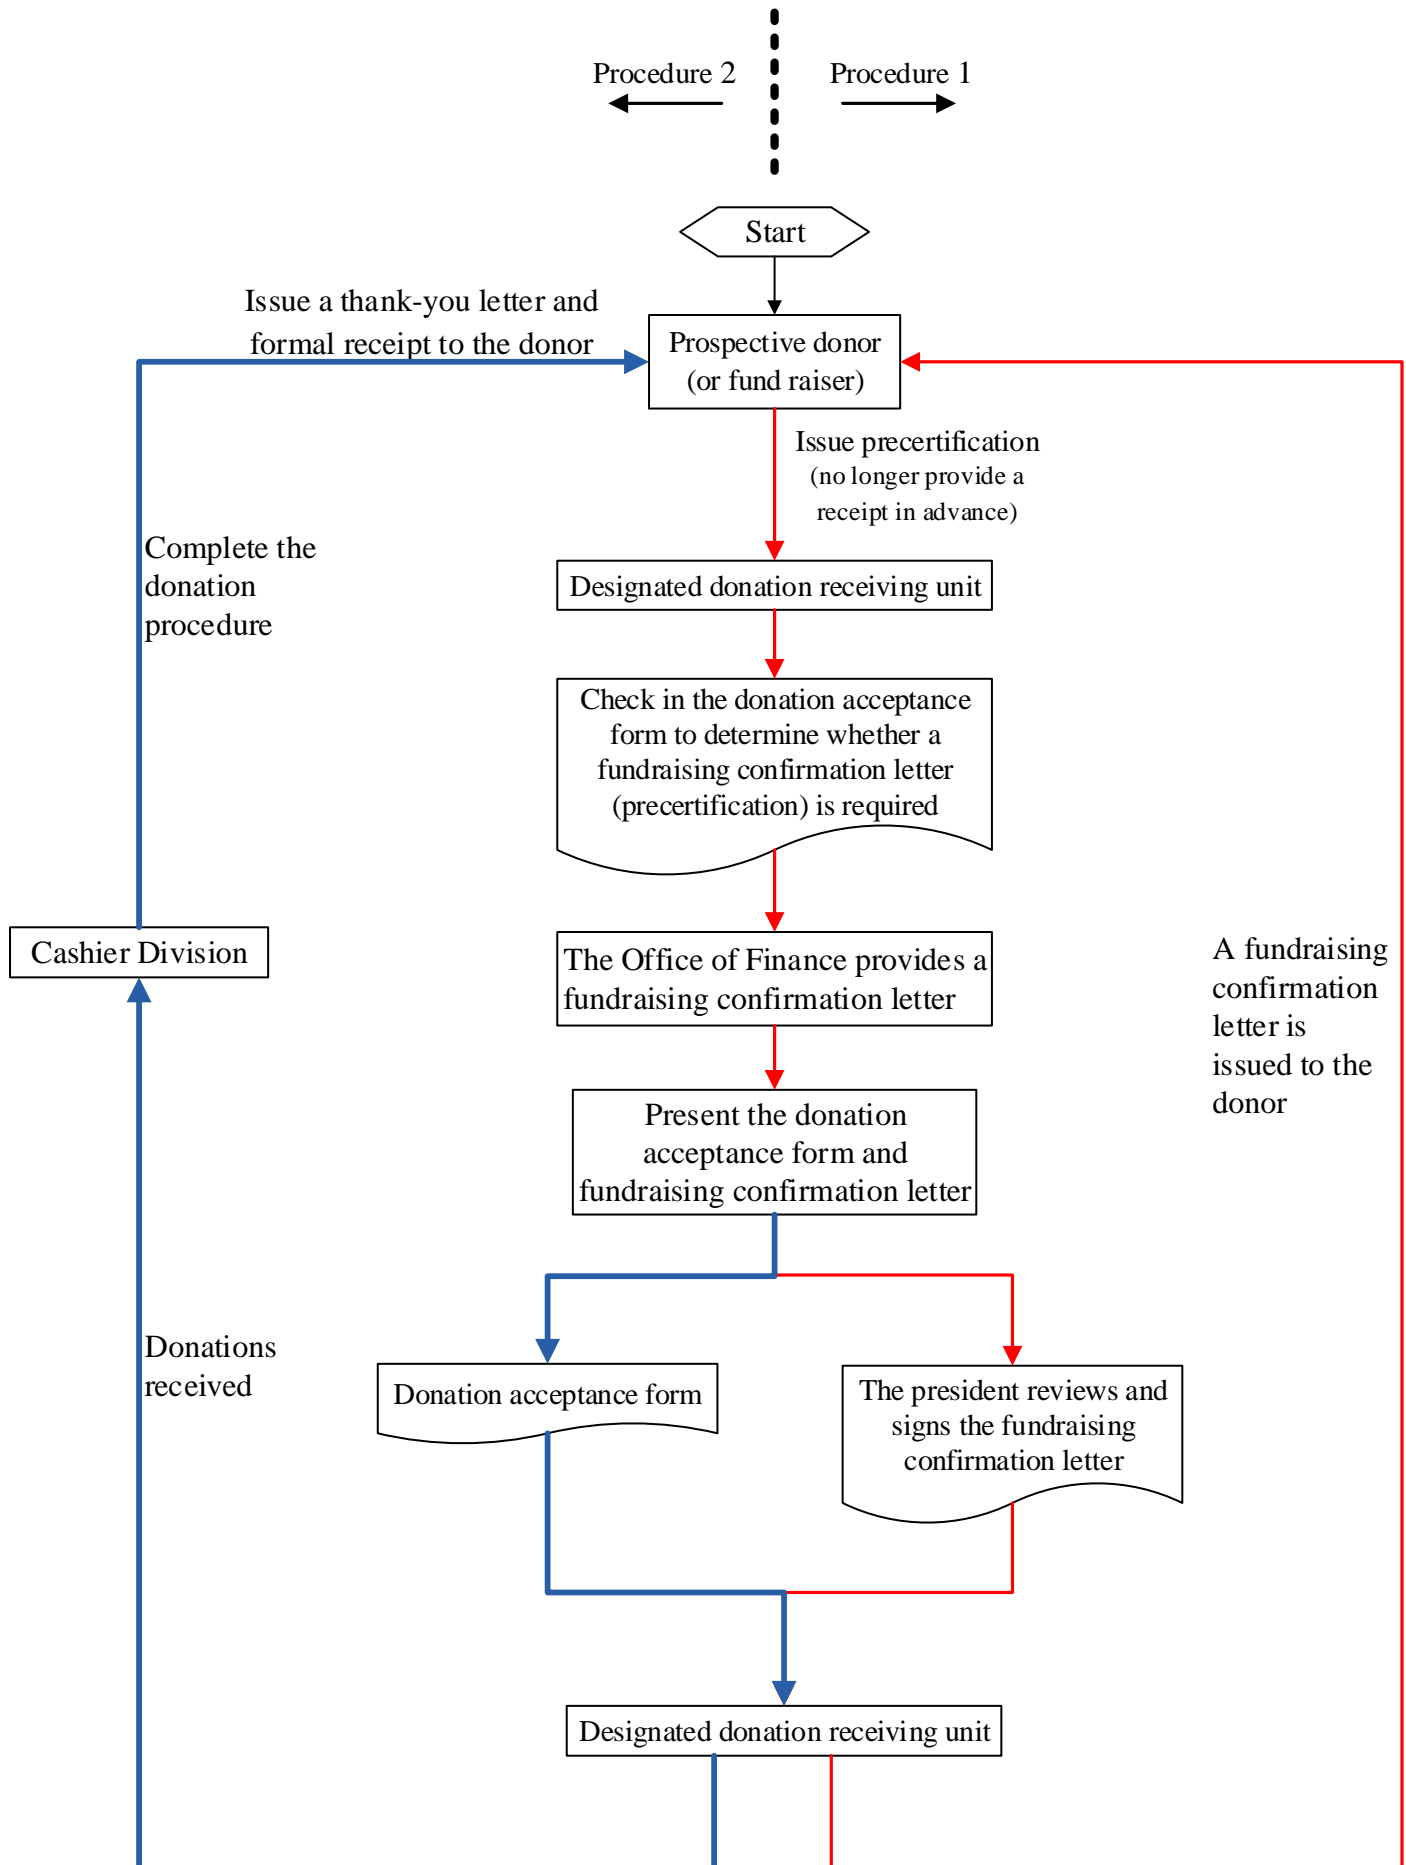 Procedure 2
Procedure 1
Start
Issue a thank-you letter and
formal receipt to the donor
Prospective donor
(or fund raiser)
Issue precertification
(no longer provide a
receipt in advance)
Complete the
donation
procedure
Designated donation receiving unit
Check in the donation acceptance
form to determine whether a
fundraising confirmation letter
(precertification) is required
Cashier Division
The Office of Finance provides a
fundraising confirmation letter
A fundraising
confirmation
letter is
issued to the
donor
Present the donation
acceptance form and
fundraising confirmation letter
Donations
received
Donation acceptance form
The president reviews and
signs the fundraising
confirmation letter
Designated donation receiving unit